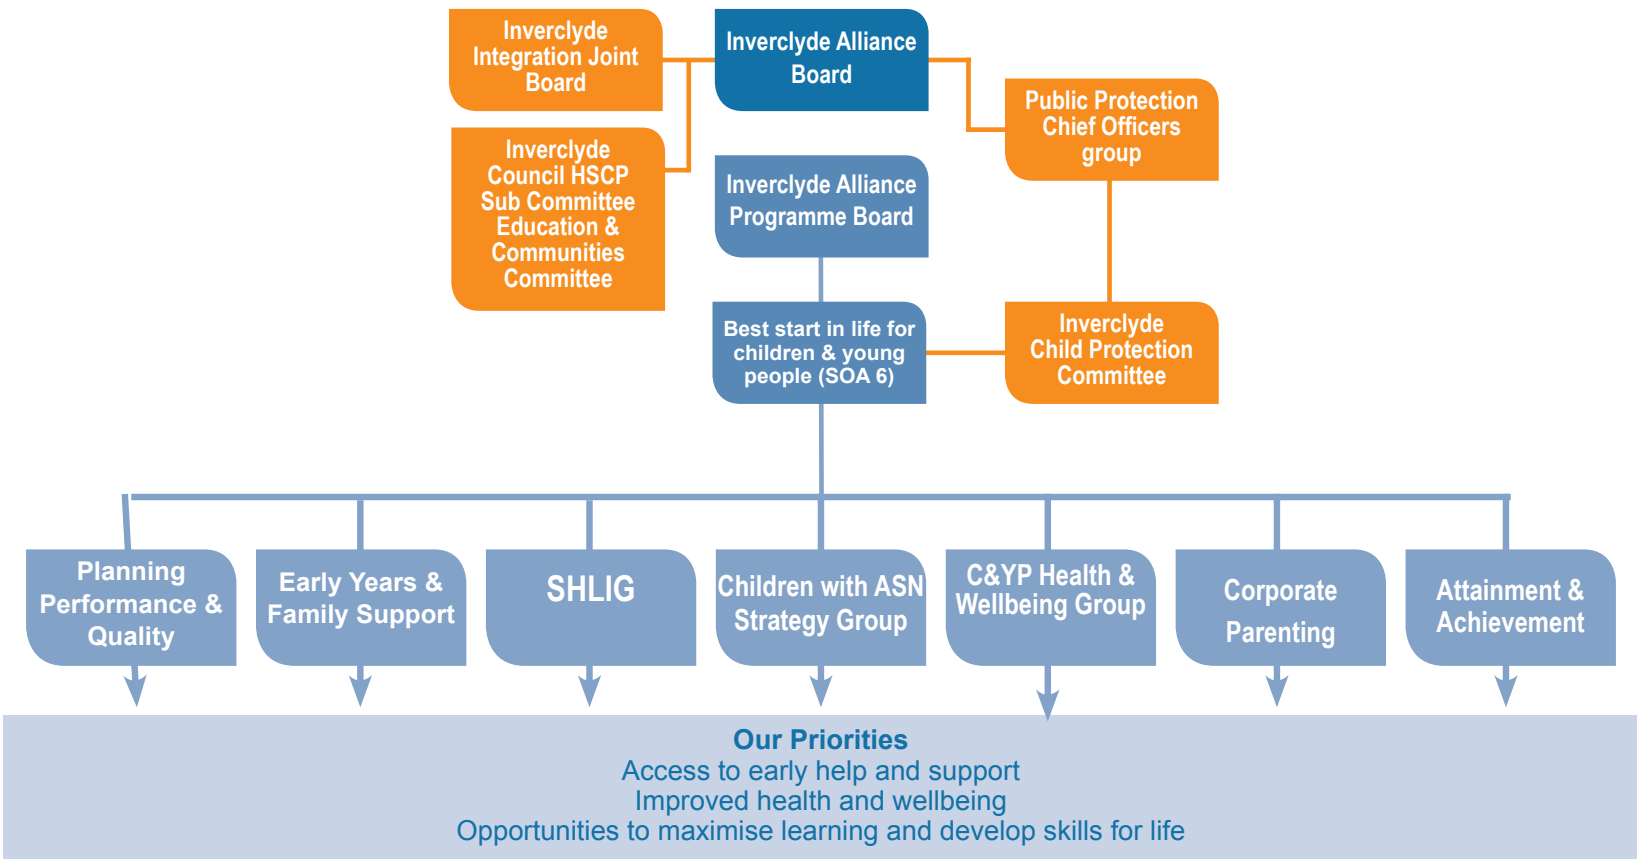 Inverclyde
Integration Joint
Board
Inverclyde Alliance
Board
Public Protection
Chief Officers
group
Inverclyde
Council HSCP
Sub Committee
Education &
Communities
Committee
Inverclyde Alliance
Programme Board
Best start in life for
children & young
people (SOA 6)
Inverclyde
Child Protection
Committee
Planning
Performance &
Quality
Early Years &
Family Support
SHLIG
Children with ASN
Strategy Group
C&YP Health &
Wellbeing Group
Corporate
Parenting
Attainment &
Achievement
Our Priorities
Access to early help and support
Improved health and wellbeing
Opportunities to maximise learning and develop skills for life